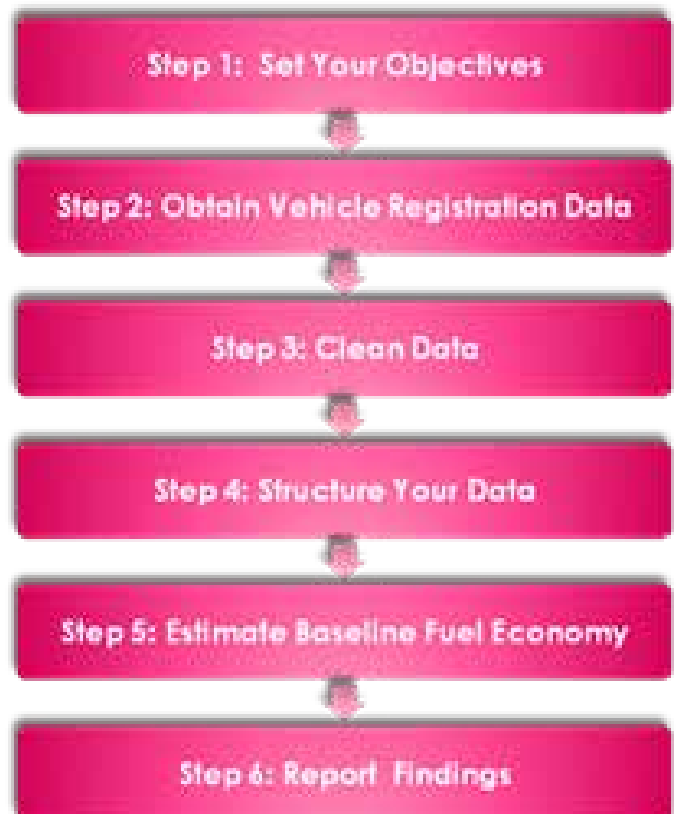 Step 1: Set Your Objectives
Step 2: Obtain Vehicle Registration Data
Step 3: Clean Data
Step 4: Structure Your Data
Step 5: Estimate Baseline Fuel Economy
Step 6: Report Findings